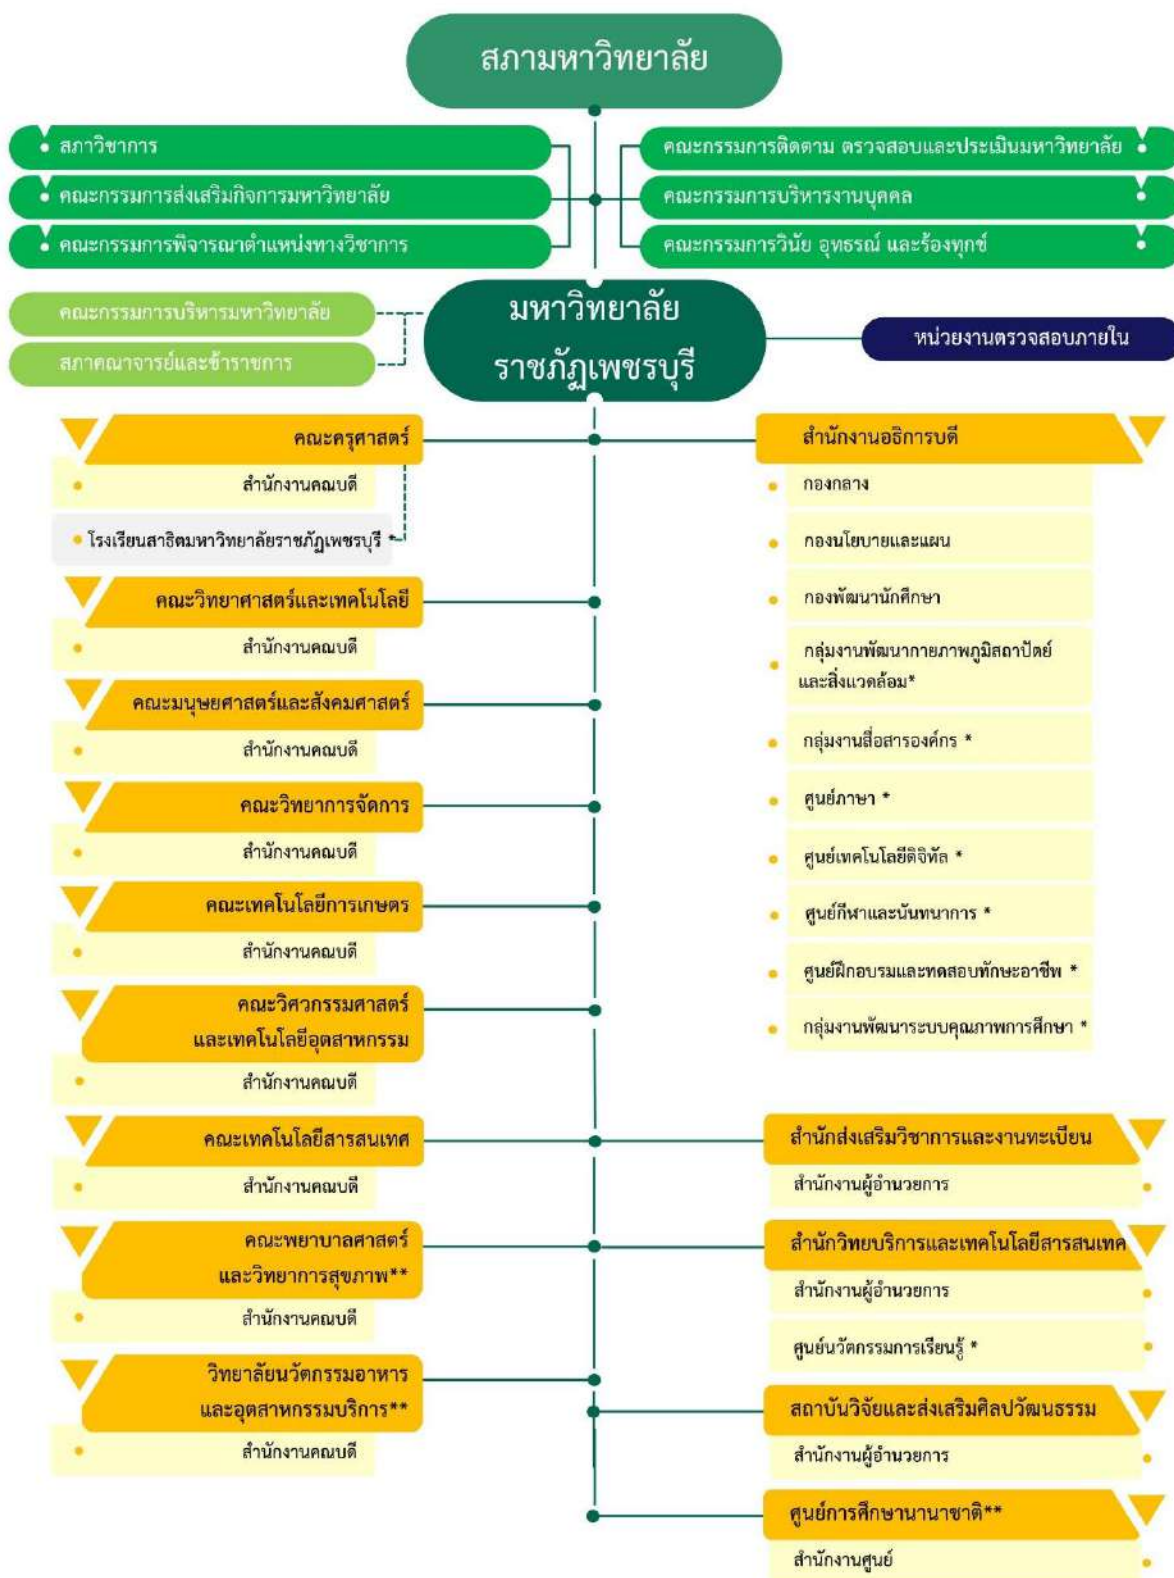 สภามหาวิทยาลัย
สภาวิชาการ
คณะกรรมการส่งเสริมกิจการมหาวิทยาลัย
คณะกรรมการพิจารณาตำแหน่งทางวิชาการ
คณะกรรมการติดตาม ตรวจสอบและประเมินมหาวิทยาลัย
คณะกรรมการบริหารงานบุคคล
คณะกรรมการวินัย อุทธรณ์ และร้องทุกข์
คณะกรรมการบริหารมหาวิทยาลัย
สภาคณาจารย์และข้าราชการ
มหาวิทยาลัย
ราชภัฏเพชรบุรี
หน่วยงานตรวจสอบภายใน
คณะครุศาสตร์
สำนักงานคณบดี
โรงเรียนสาธิตมหาวิทยาลัยราชภัฏเพชรบุรี *
คณะวิทยาศาสตร์และเทคโนโลยี
สำนักงานคณบดี
คณะมนุษยศาสตร์และสังคมศาสตร์
สำนักงานคณบดี
คณะวิทยาการจัดการ
สำนักงานคณบดี
คณะเทคโนโลยีการเกษตร
สำนักงานคณบดี
คณะวิศวกรรมศาสตร์
และเทคโนโลยีอุตสาหกรรม
สำนักงานคณบดี
คณะเทคโนโลยีสารสนเทศ
สำนักงานคณบดี
คณะพยาบาลศาสตร์
และวิทยาการสุขภาพ**
สำนักงานคณบดี
วิทยาลัยนวัตกรรมอาหาร
และอุตสาหกรรมบริการ**
สำนักงานคณบดี
สำนักงานอธิการบดี
กองกลาง
กองนโยบายและแผน
กองพัฒนานักศึกษา
กลุ่มงานพัฒนากายภาพภูมิสถาปัตย์
และสิ่งแวดล้อม*
กลุ่มงานสื่อสารองค์กร *
ศูนย์ภาษา *
ศูนย์เทคโนโลยีดิจิทัล *
ศูนย์กีฬาและนันทนาการ *
ศูนย์ฝึกอบรมและทดสอบทักษะอาชีพ *
กลุ่มงานพัฒนาระบบคุณภาพการศึกษา *
สำนักส่งเสริมวิชาการและงานทะเบียน
สำนักงานผู้อำนวยการ
สำนักวิทยบริการและเทคโนโลยีสารสนเทศ
สำนักงานผู้อำนวยการ
ศูนย์นวัตกรรมการเรียนรู้ *
สถาบันวิจัยและส่งเสริมศิลปวัฒนธรรม
สำนักงานผู้อำนวยการ
ศูนย์การศึกษานานาชาติ**
สำนักงานศูนย์